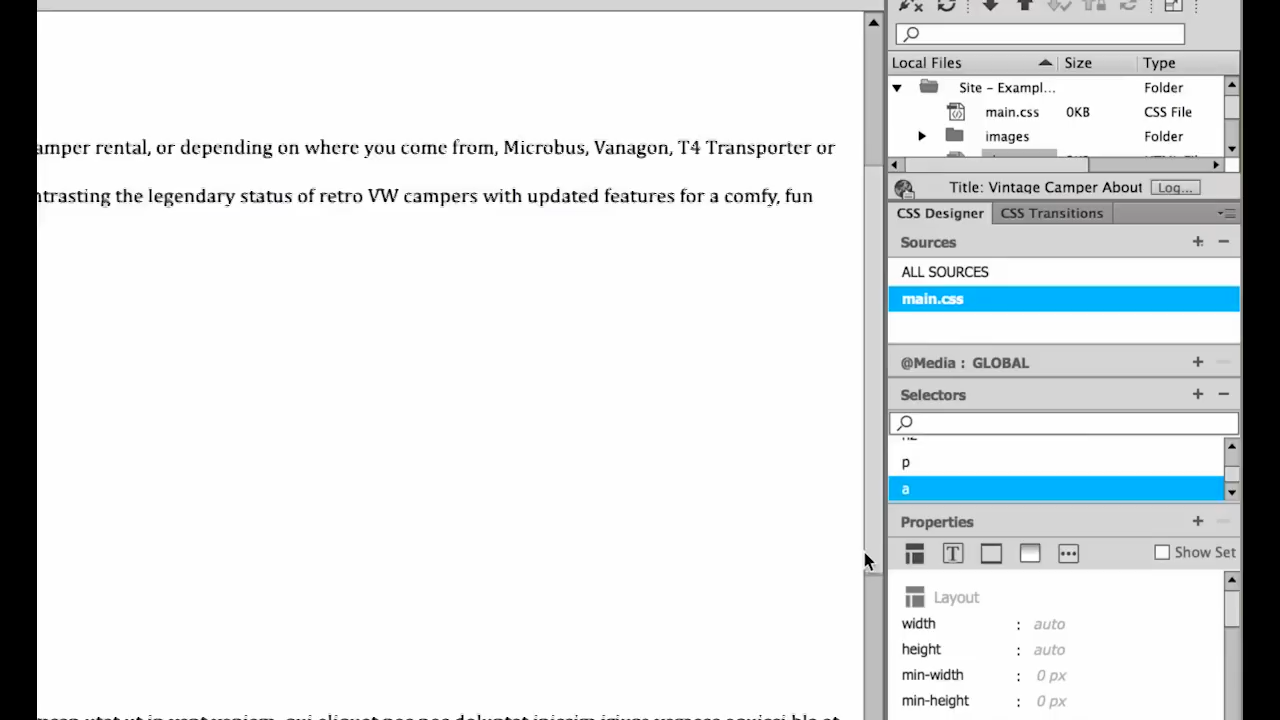 Local Files Size Type
Site – Exampl... Folder
main.css 0KB CSS File
images Folder
amper rental, or depending on where you come from, Microbus, Vanagon, T4 Transporter or
Title: Vintage Camper About Log...
ntrasting the legendary status of retro VW campers with updated features for a comfy, fun
CSS Designer CSS Transitions
Sources
ALL SOURCES
main.css
@Media : GLOBAL
Selectors
p
a
Properties
Show Set
Layout
width : auto
height : auto
min-width : 0 px
min-height : 0 px